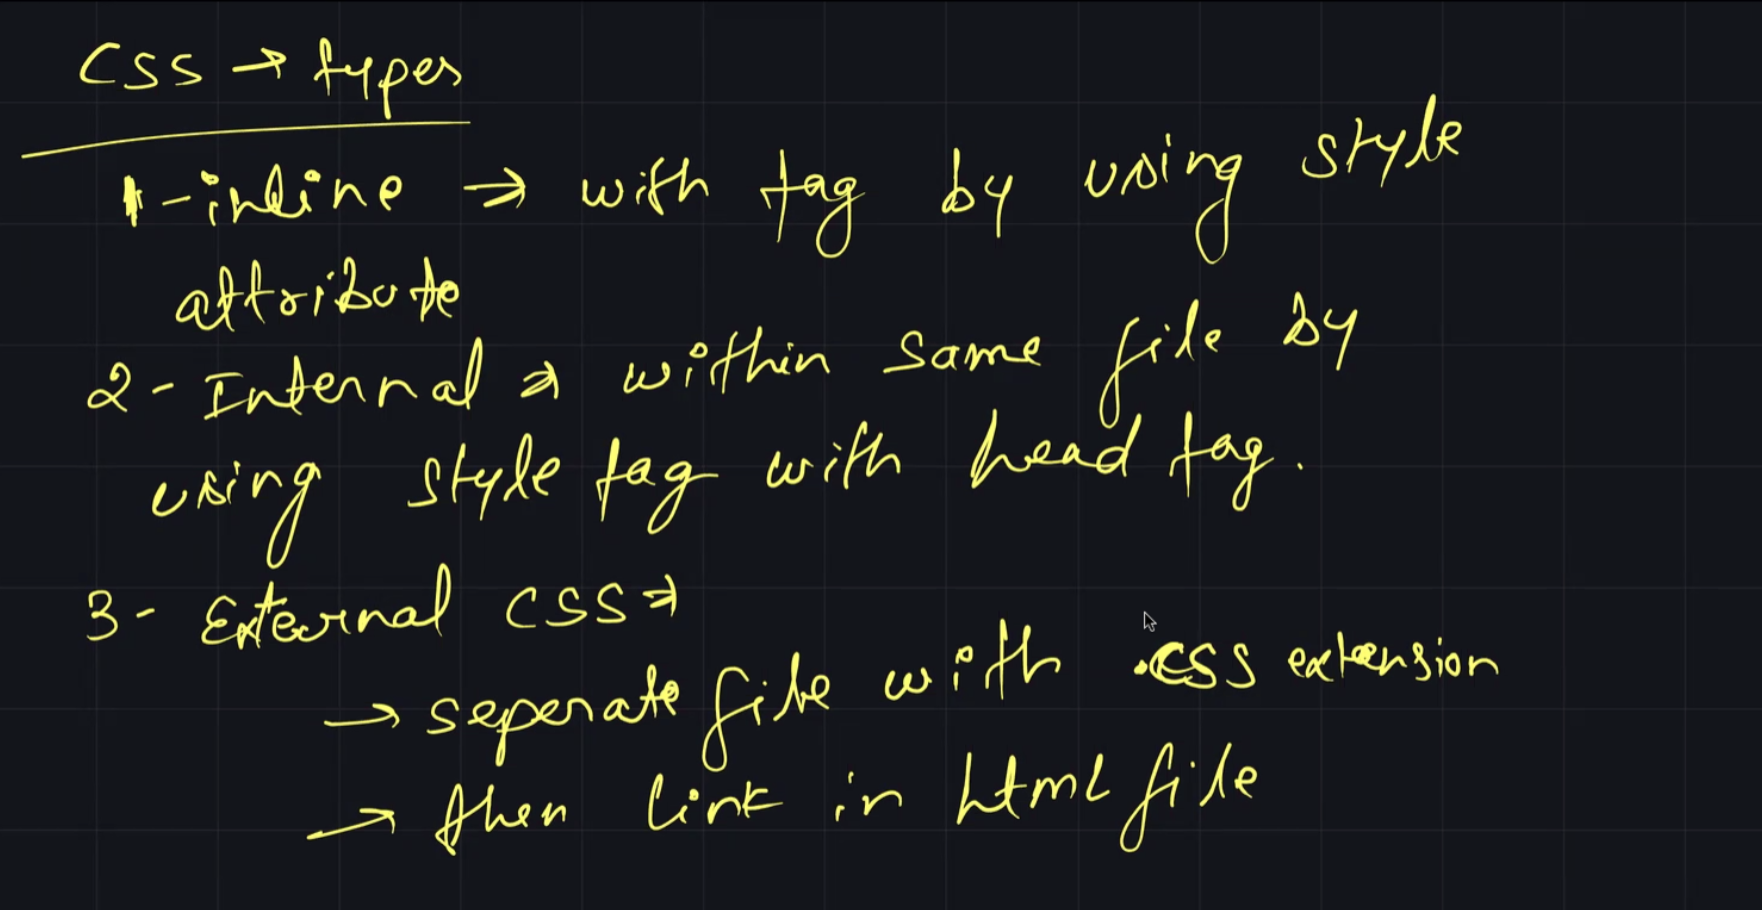 CSS → types
1-inline → with tag by using style
attribute
2- Internal → within same file by
using style tag with head tag.
3- External CSS →
→ seperate file with .css extension
→ then link in html file